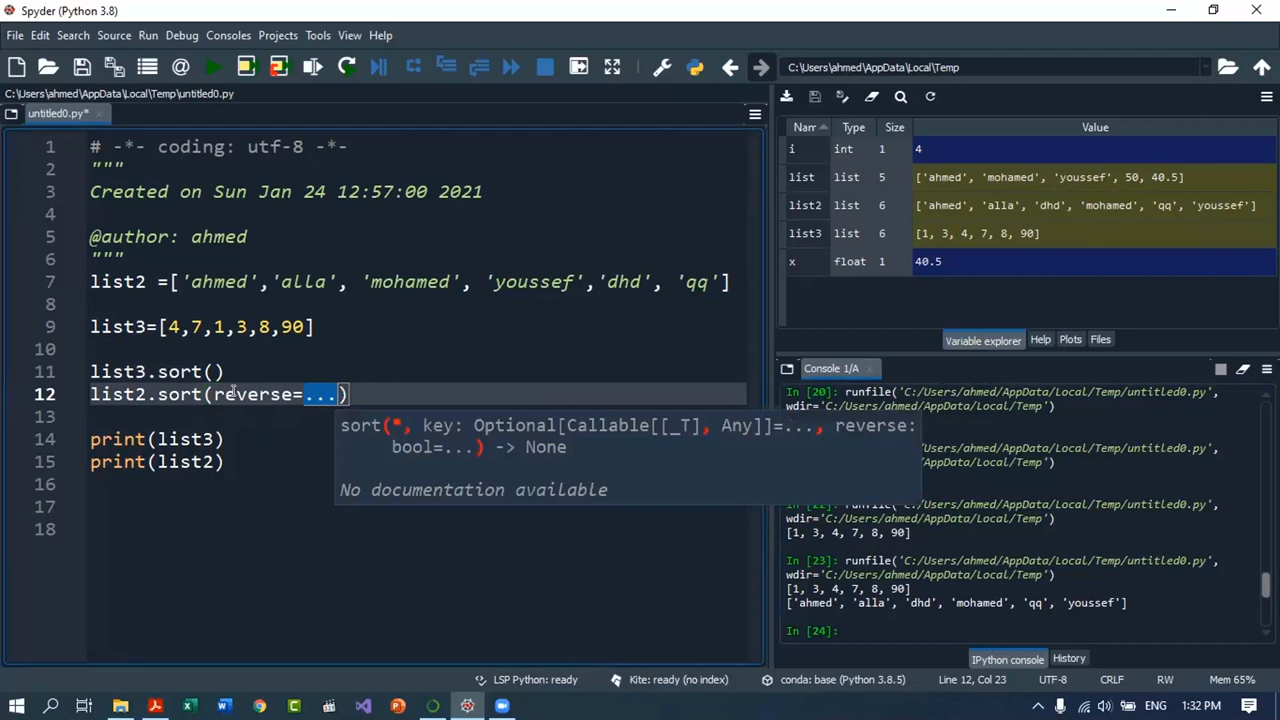 Spyder (Python 3.8)
File Edit Search Source Run Debug Consoles Projects Tools View Help
C:\Users\ahmed\AppData\Local\Temp
C:\Users\ahmed\AppData\Local\Temp\untitled0.py
untitled0.py*
1 # -*- coding: utf-8 -*-
2 """
3 Created on Sun Jan 24 12:57:00 2021
4
5 @author: ahmed
6 """
7 list2 =['ahmed','alla', 'mohamed', 'youssef','dhd', 'qq']
8
9 list3=[4,7,1,3,8,90]
10
11 list3.sort()
12 list2.sort(reverse=...)
13
14 print(list3)
15 print(list2)
16
17
18
sort(*, key: Optional[Callable[[_T], Any]]=..., reverse:
bool=...) -> None
No documentation available
Nam Type Size Value
i int 1 4
list list 5 ['ahmed', 'mohamed', 'youssef', 50, 40.5]
list2 list 6 ['ahmed', 'alla', 'dhd', 'mohamed', 'qq', 'youssef']
list3 list 6 [1, 3, 4, 7, 8, 90]
x float 1 40.5
Variable explorer Help Plots Files
Console 1/A
In [20]: runfile('C:/Users/ahmed/AppData/Local/Temp/untitled0.py',
wdir='C:/Users/ahmed/AppData/Local/Temp')
/Local/Temp/untitled0.py',
In [22]: runfile('C:/Users/ahmed/AppData/Local/Temp/untitled0.py',
wdir='C:/Users/ahmed/AppData/Local/Temp')
[1, 3, 4, 7, 8, 90]
In [23]: runfile('C:/Users/ahmed/AppData/Local/Temp/untitled0.py',
wdir='C:/Users/ahmed/AppData/Local/Temp')
[1, 3, 4, 7, 8, 90]
['ahmed', 'alla', 'dhd', 'mohamed', 'qq', 'youssef']
In [24]:
IPython console History
LSP Python: ready Kite: ready (no index) conda: base (Python 3.8.5) Line 12, Col 23 UTF-8 CRLF RW Mem 65%
ENG 1:32 PM